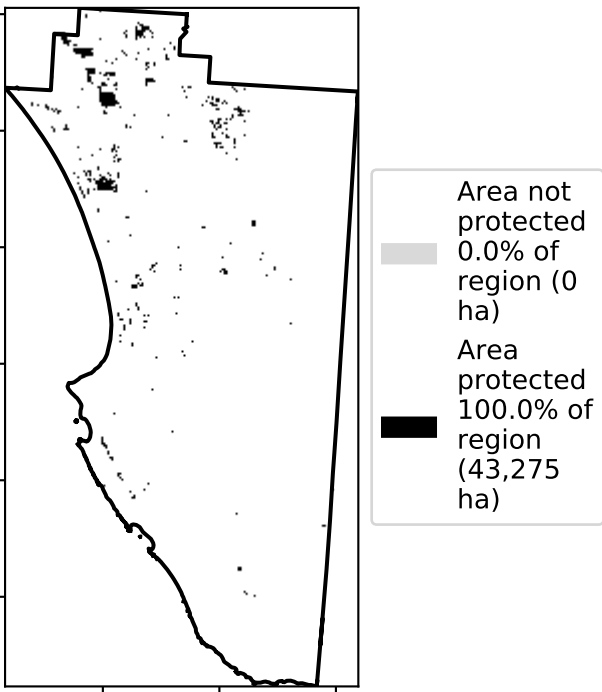 Area not
protected
0.0% of
region (0
ha)
Area
protected
100.0% of
region
(43,275
ha)